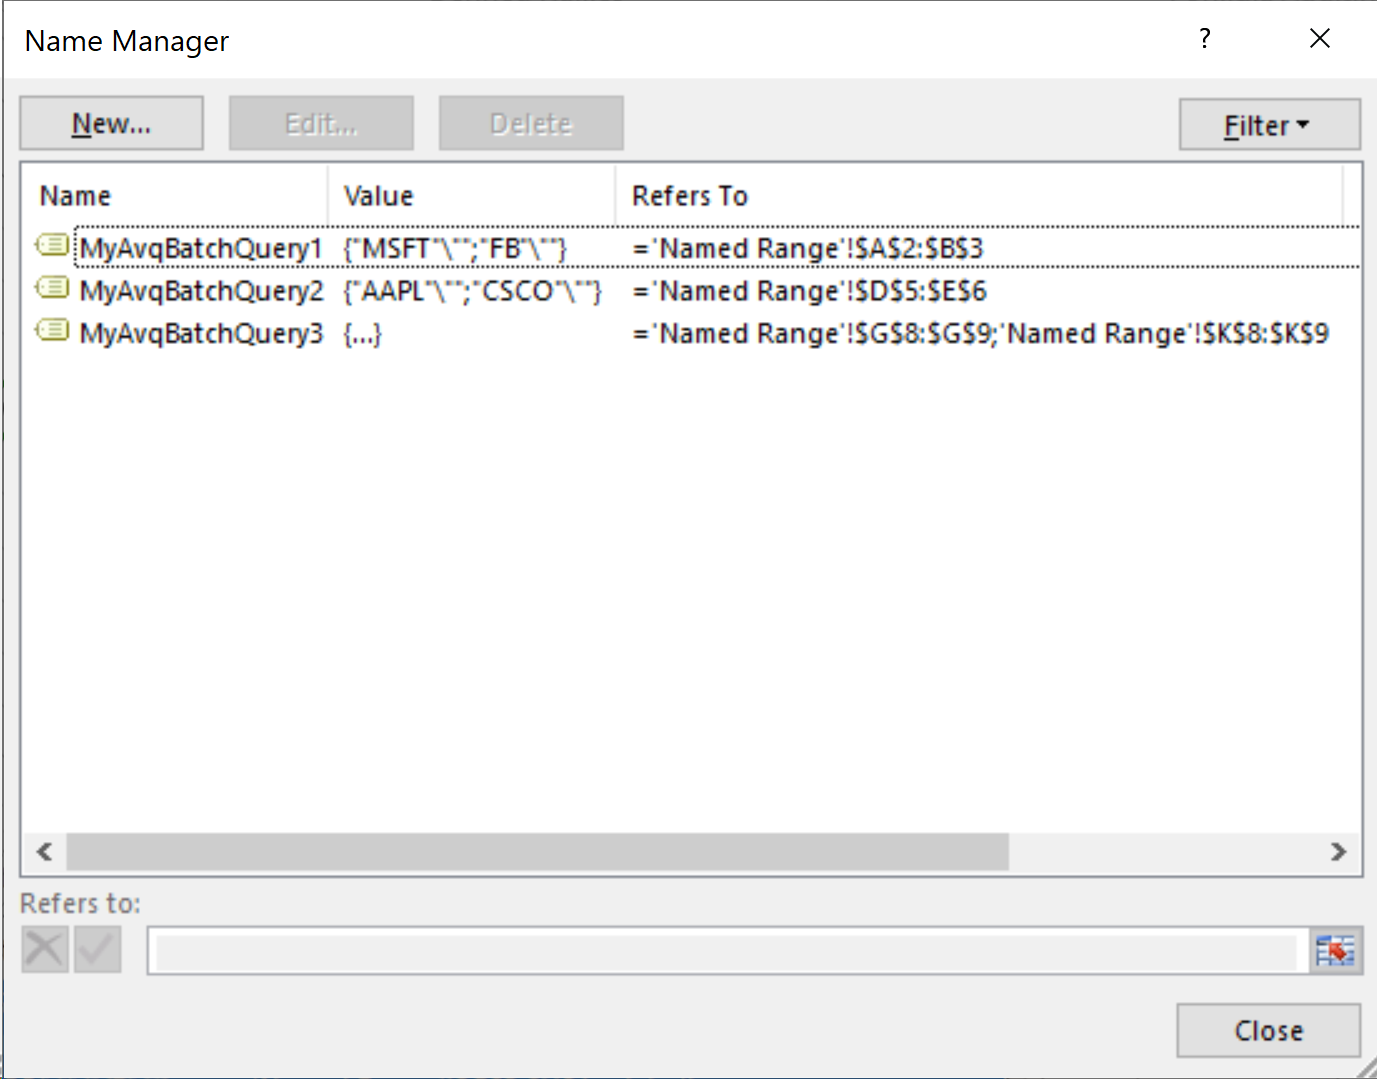 Name Manager ?
New... Edit... Delete Filter
Name Value Refers To
MyAvqBatchQuery1 {"MSFT"\"";"FB"\""} ='Named Range'!$A$2:$B$3
MyAvqBatchQuery2 {"AAPL"\"";"CSCO"\""} ='Named Range'!$D$5:$E$6
MyAvqBatchQuery3 {...} ='Named Range'!$G$8:$G$9;'Named Range'!$K$8:$K$9
Refers to:
Close